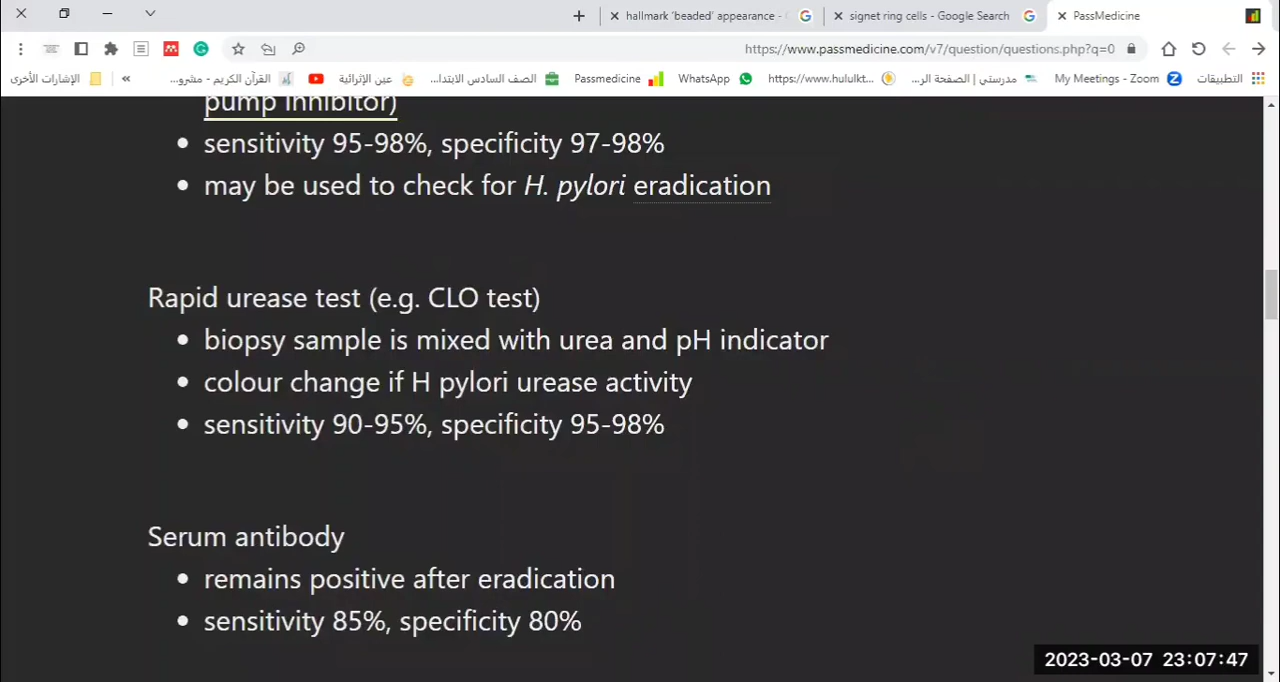 hallmark 'beaded' appearance -
signet ring cells - Google Search
PassMedicine
https://www.passmedicine.com/v7/question/questions.php?q=0
التطبيقات
My Meetings - Zoom
مدرستي | الصفحة الر...
https://www.hululkt...
WhatsApp
Passmedicine
الصف السادس الابتدا...
عين الإثرائية
القرآن الكريم - مشرو...
»
الإشارات الأخرى
pump inhibitor)
• sensitivity 95-98%, specificity 97-98%
• may be used to check for H. pylori eradication
Rapid urease test (e.g. CLO test)
• biopsy sample is mixed with urea and pH indicator
• colour change if H pylori urease activity
• sensitivity 90-95%, specificity 95-98%
Serum antibody
• remains positive after eradication
• sensitivity 85%, specificity 80%
2023-03-07 23:07:47